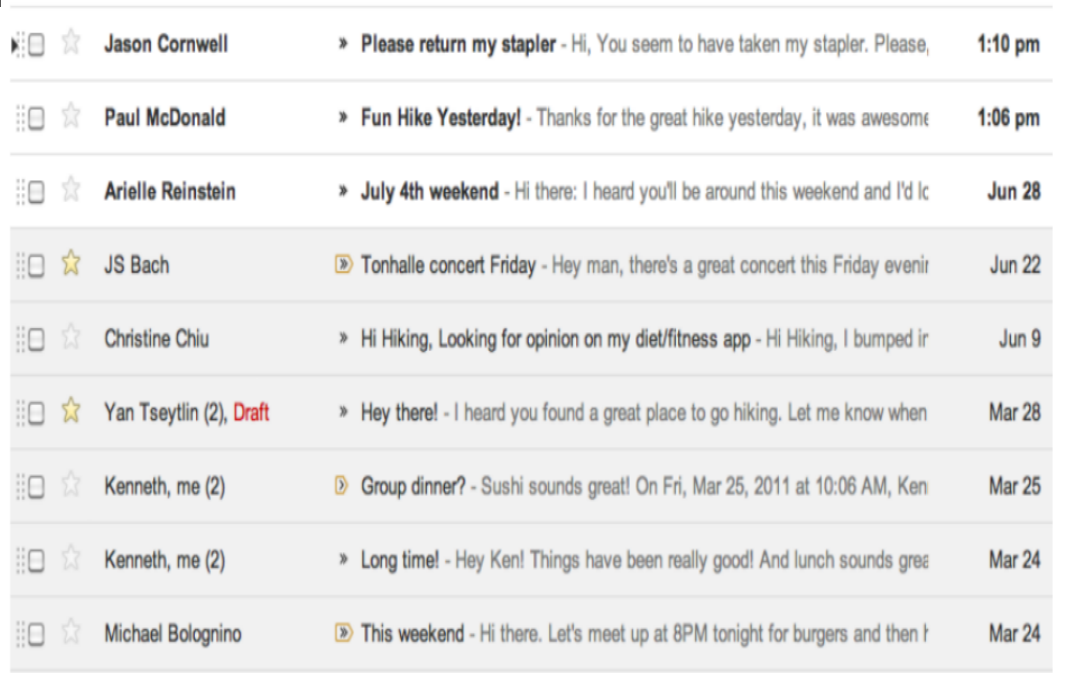 Jason Cornwell » Please return my stapler - Hi, You seem to have taken my stapler. Please, 1:10 pm
Paul McDonald » Fun Hike Yesterday! - Thanks for the great hike yesterday, it was awesome 1:06 pm
Arielle Reinstein » July 4th weekend - Hi there: I heard you'll be around this weekend and I'd lo Jun 28
JS Bach » Tonhalle concert Friday - Hey man, there's a great concert this Friday evenin Jun 22
Christine Chiu » Hi Hiking, Looking for opinion on my diet/fitness app - Hi Hiking, I bumped in Jun 9
Yan Tseytlin (2), Draft » Hey there! - I heard you found a great place to go hiking. Let me know when Mar 28
Kenneth, me (2) › Group dinner? - Sushi sounds great! On Fri, Mar 25, 2011 at 10:06 AM, Ken Mar 25
Kenneth, me (2) » Long time! - Hey Ken! Things have been really good! And lunch sounds grea Mar 24
Michael Bolognino » This weekend - Hi there. Let's meet up at 8PM tonight for burgers and then h Mar 24